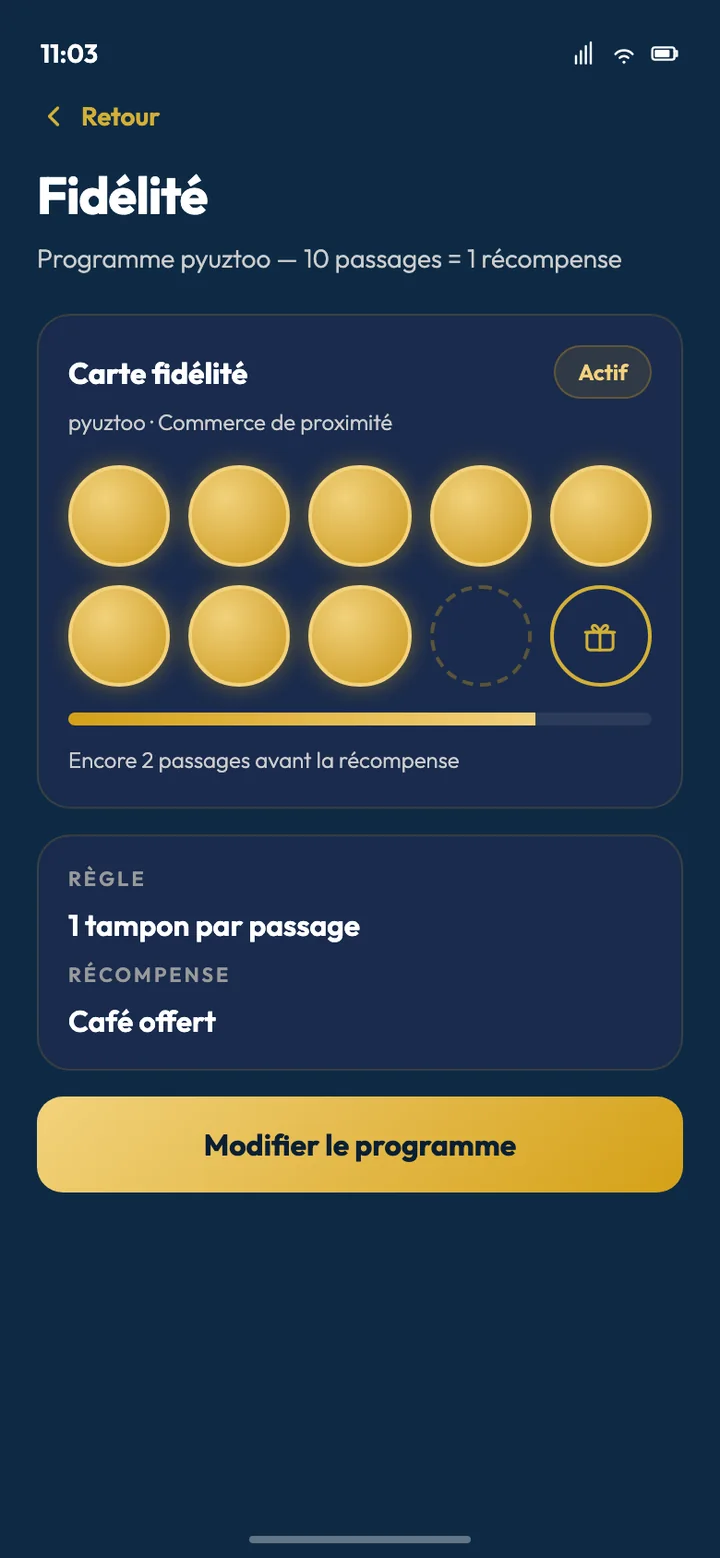 11:03
Retour
Fidélité
Programme pyuztoo — 10 passages = 1 récompense
Carte fidélité
Actif
pyuztoo · Commerce de proximité
Encore 2 passages avant la récompense
RÈGLE
1 tampon par passage
RÉCOMPENSE
Café offert
Modifier le programme